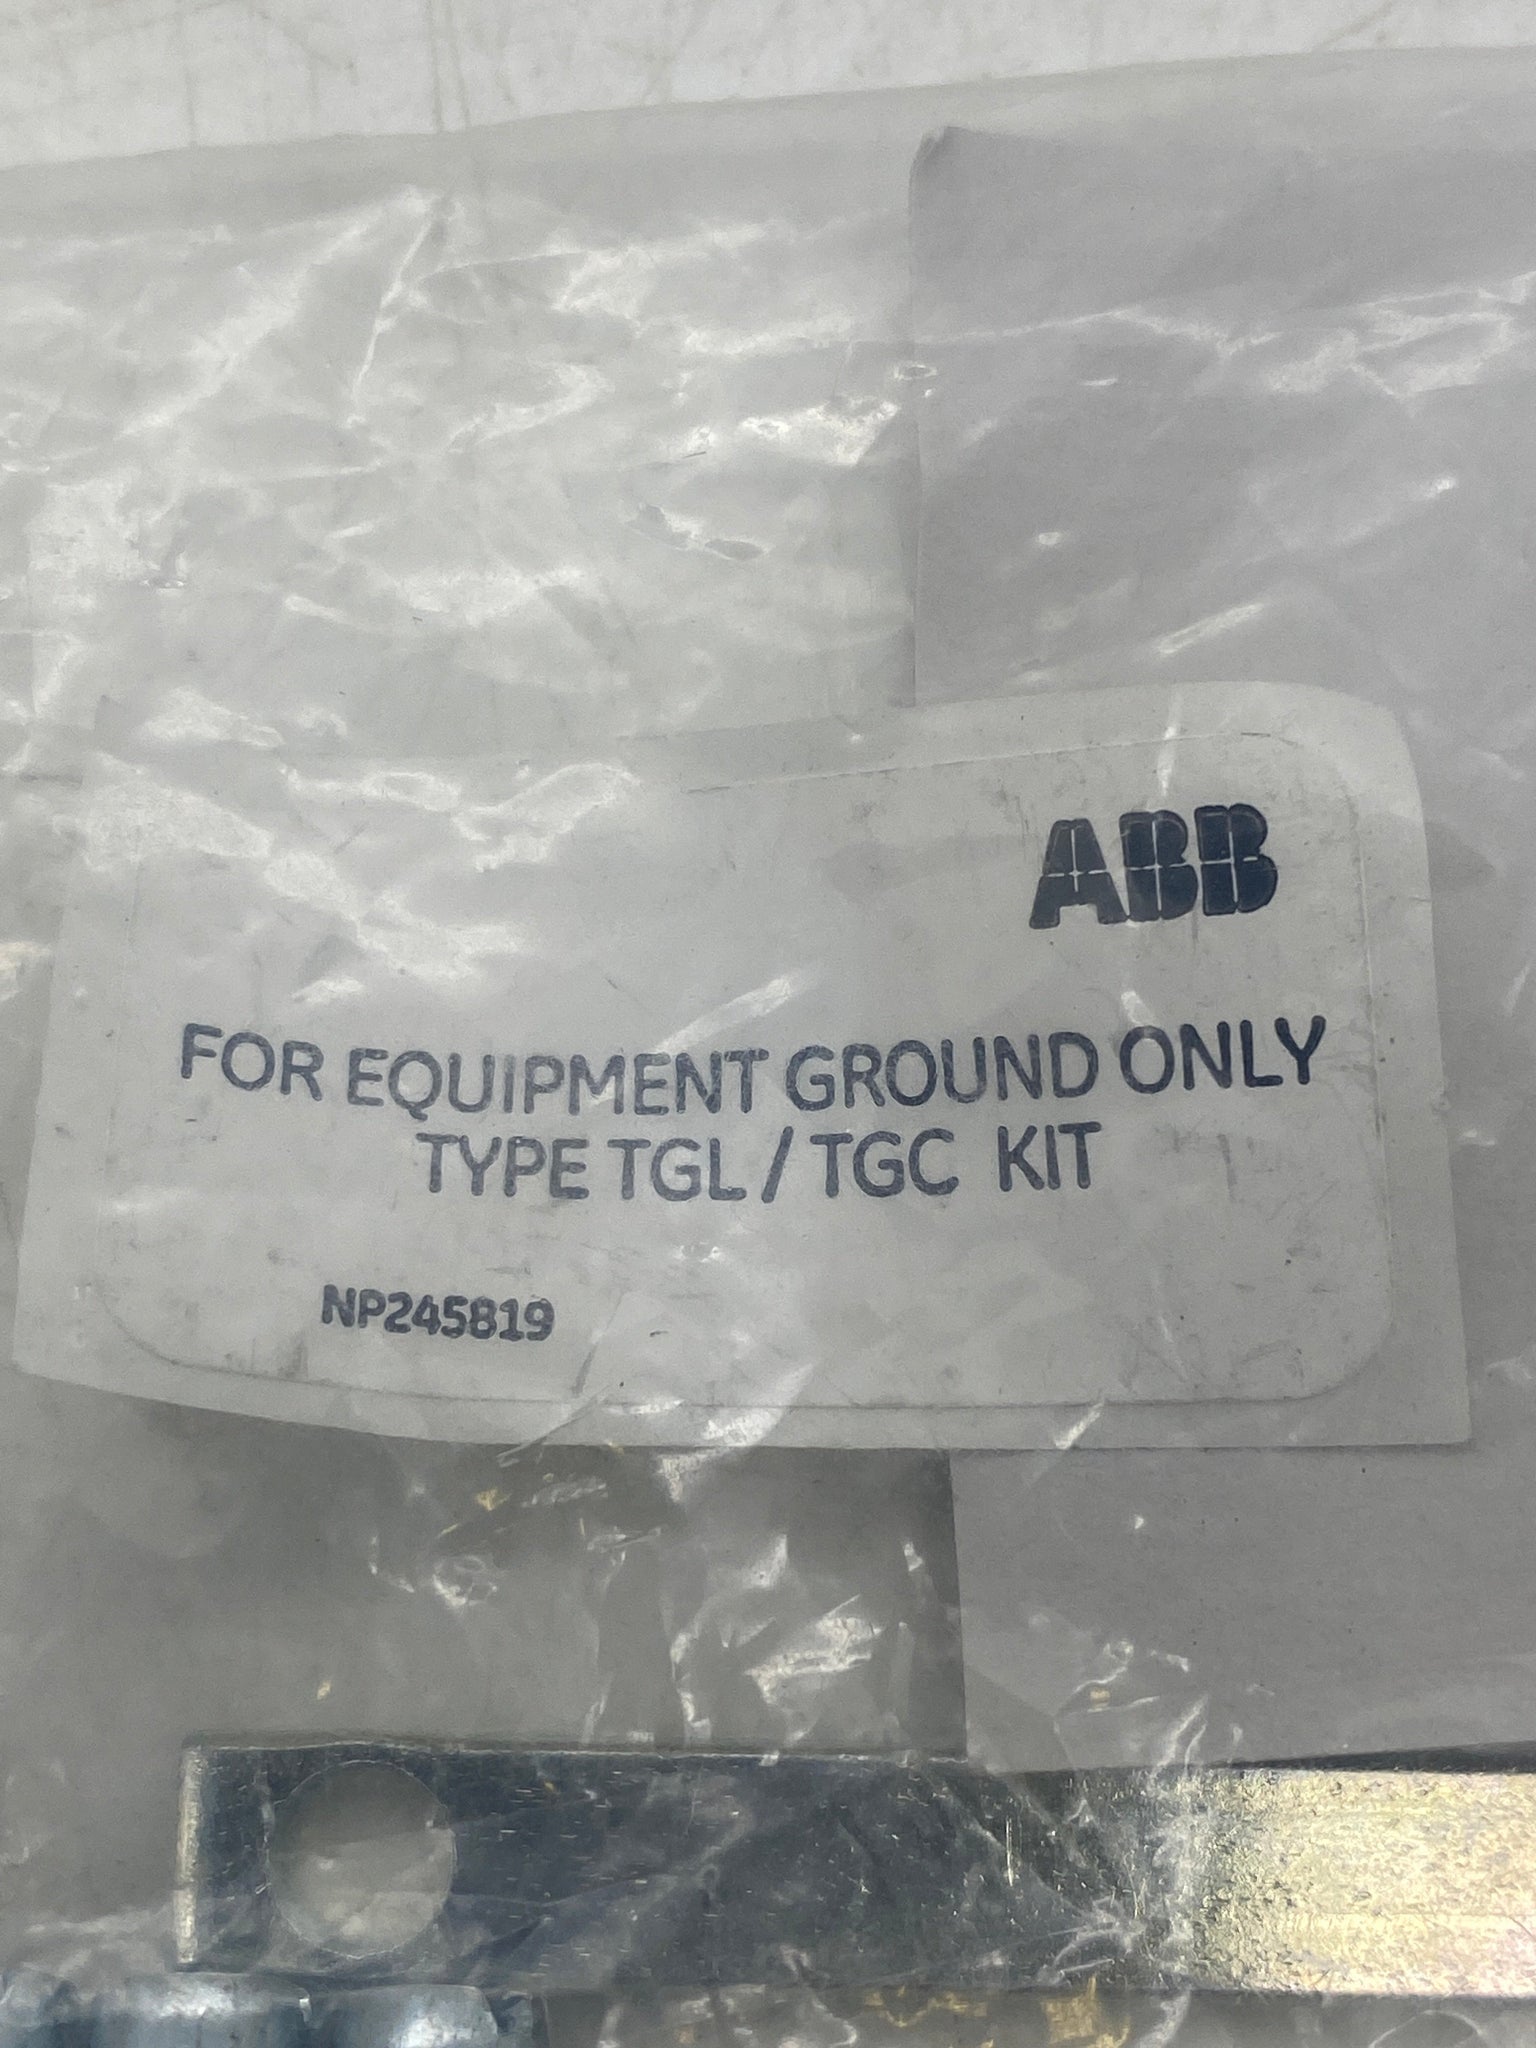 ABB
FOR EQUIPMENT GROUND ONLY
TYPE TGL / TGC KIT
NP245819